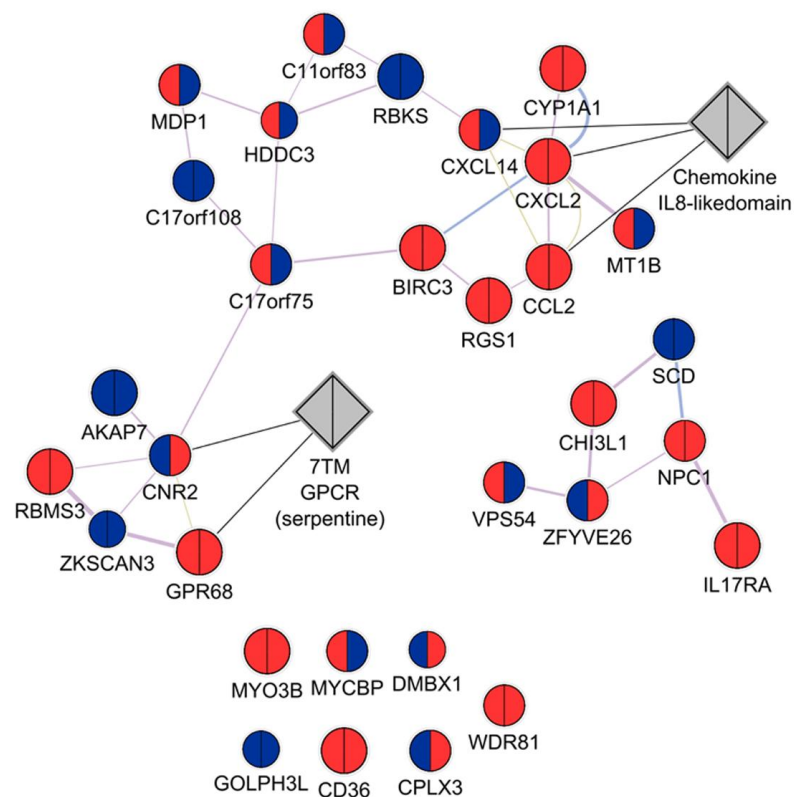 C11orf83
CYP1A1
RBKS
MDP1
HDDC3
CXCL14
Chemokine
IL8-likedomain
CXCL2
C17orf108
MT1B
BIRC3
CCL2
C17orf75
RGS1
SCD
AKAP7
CHI3L1
7TM
GPCR
(serpentine)
CNR2
NPC1
RBMS3
VPS54
ZFYVE26
ZKSCAN3
GPR68
IL17RA
MYO3B
MYCBP
DMBX1
WDR81
GOLPH3L
CD36
CPLX3